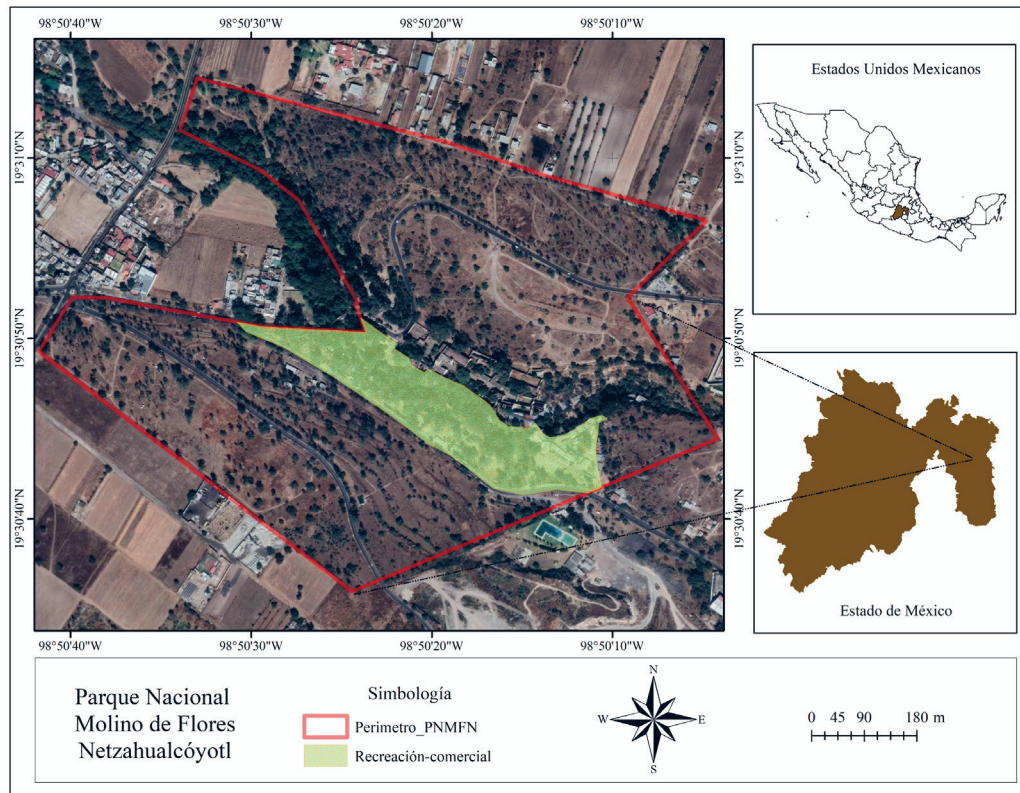 98°50'40"W 98°50'30"W 98°50'20"W 98°50'10"W
19°31'0"N
19°31'0"N
19°30'50"N
19°30'50"N
19°30'40"N
19°30'40"N
98°50'40"W 98°50'30"W 98°50'20"W 98°50'10"W
Estados Unidos Mexicanos
Estado de México
Parque Nacional
Molino de Flores
Netzahualcóyotl
Simbología
Perimetro_PNMFN
Recreación-comercial
N
W E
S
0 45 90 180 m